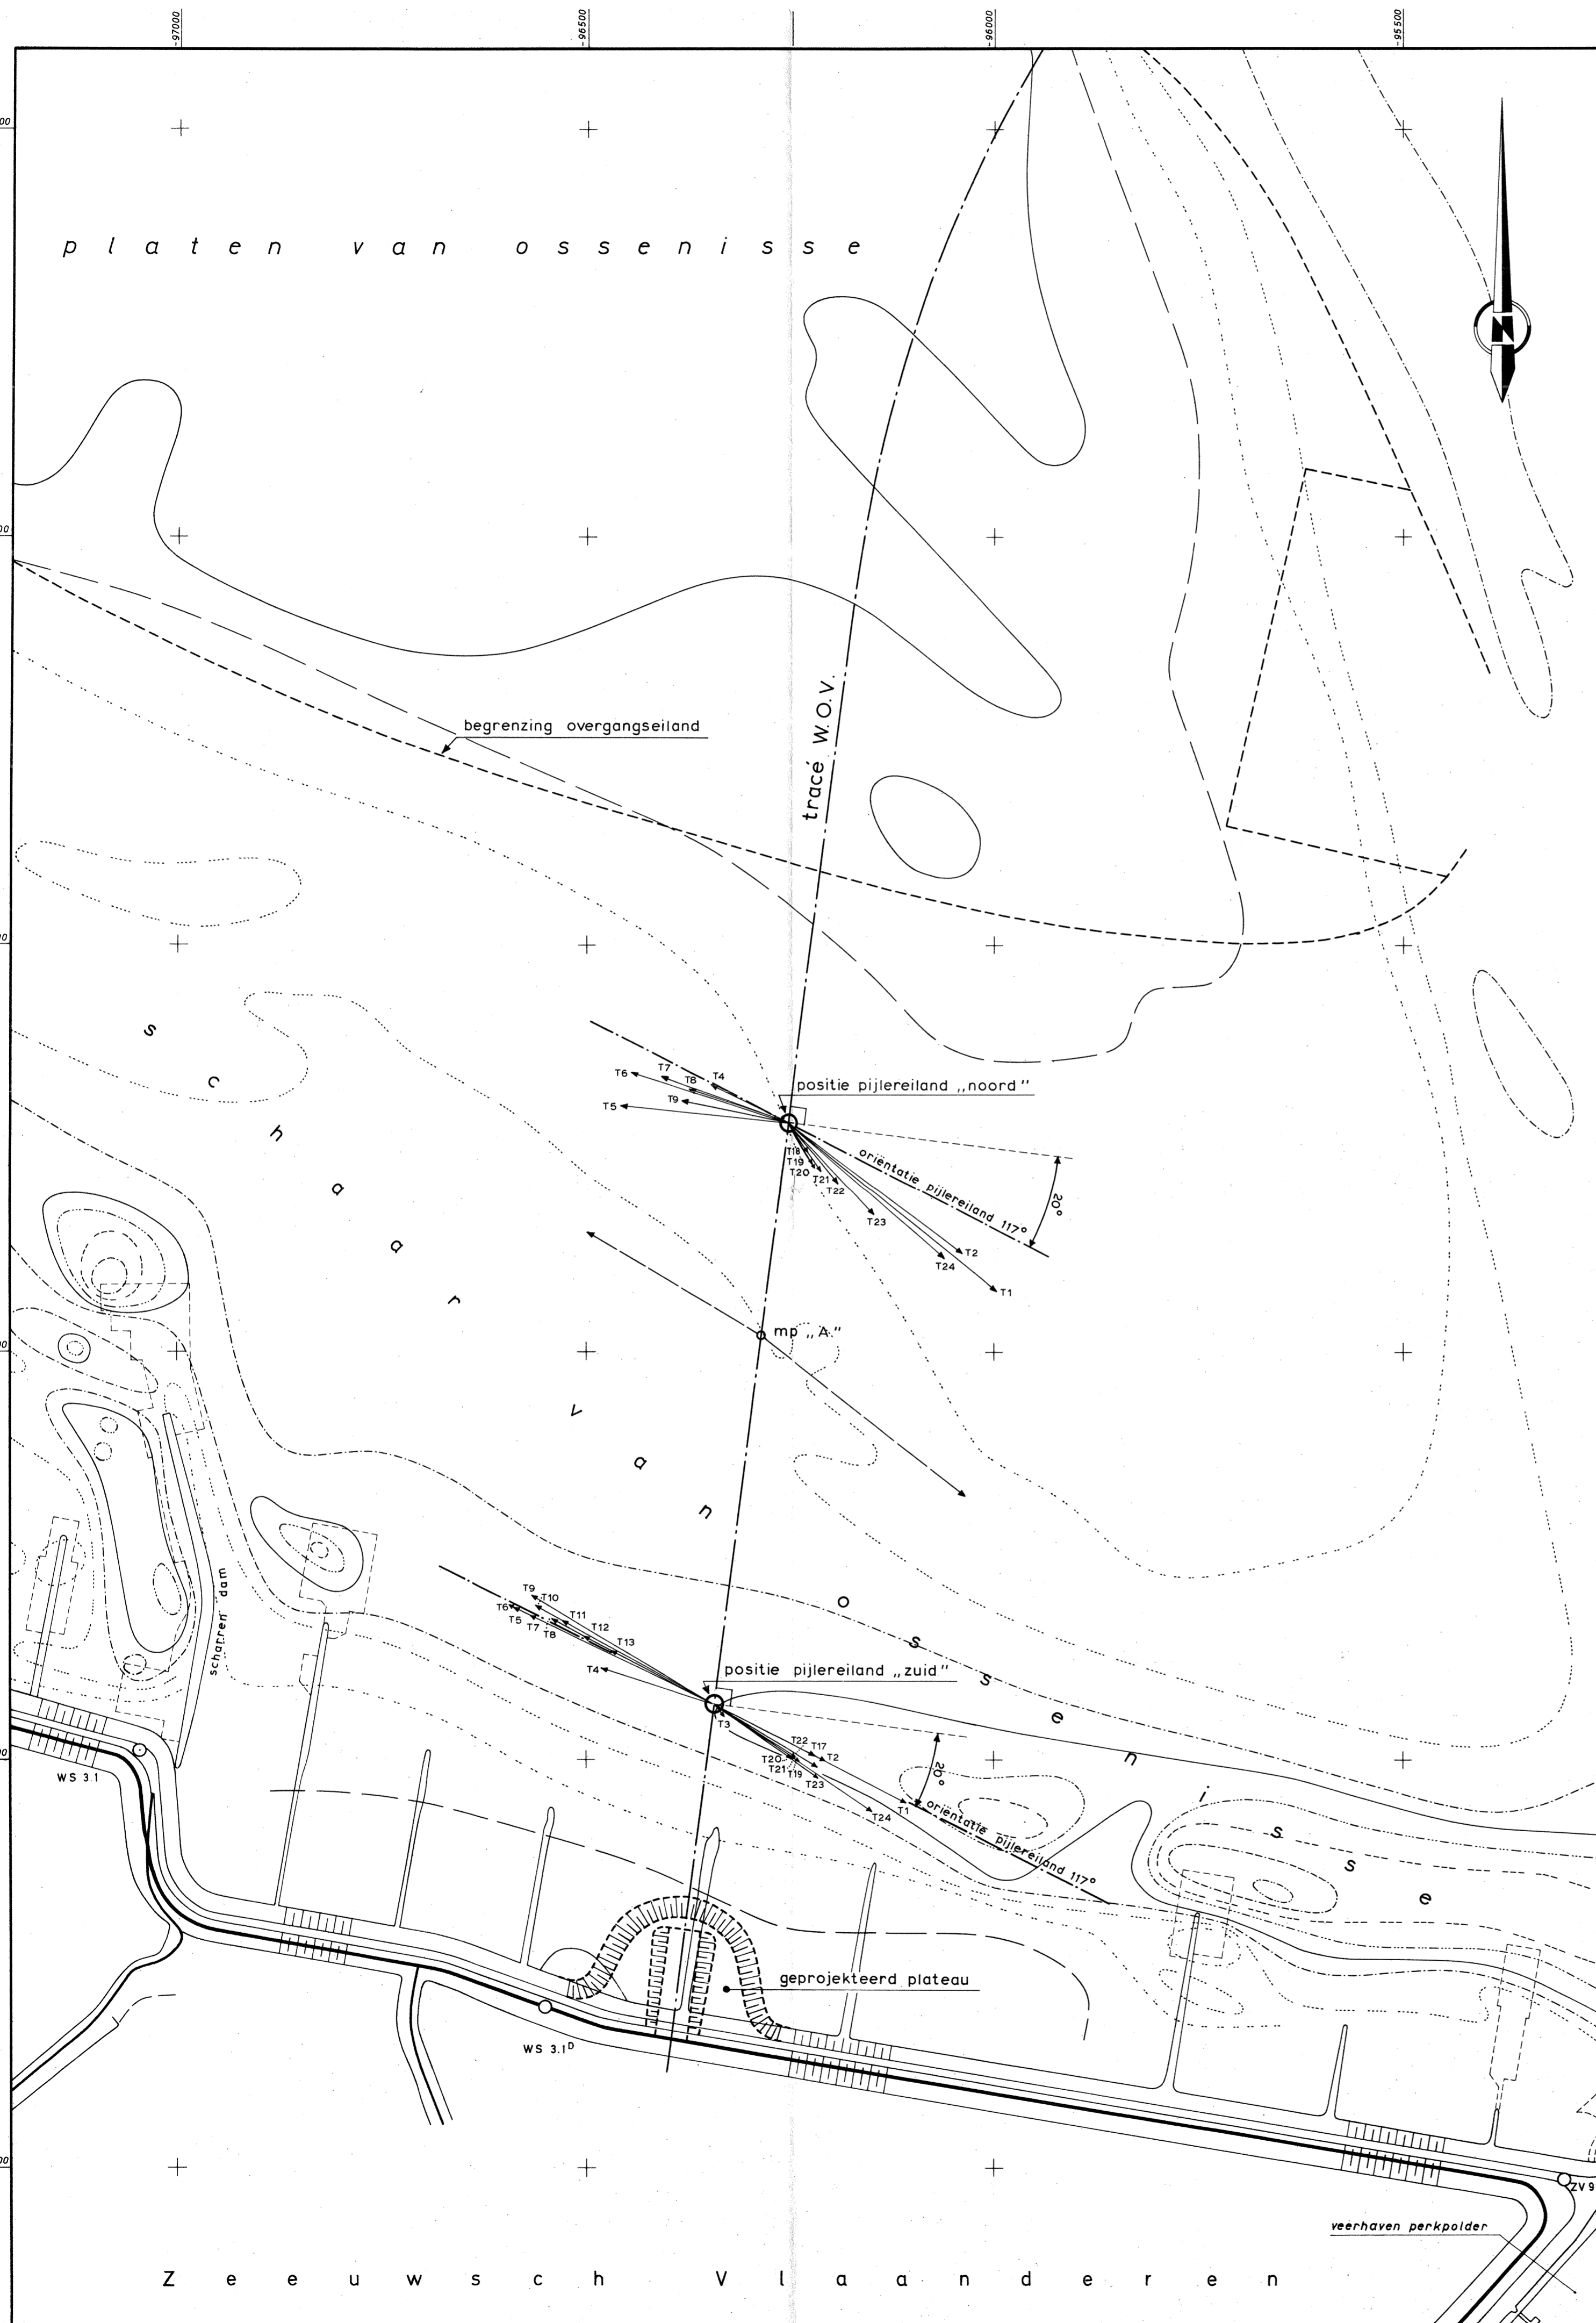 -97000
-96500
-96000
-95500
platen van ossenisse
N
begrenzing overgangseiland
tracé W.O.V.
schaar van ossenisse
T7
T4
T6
T8
T9
T5
positie pijlereiland „noord"
T18
T19
T20
T21
T22
T23
oriëntatie pijlereiland 117°
20°
T2
T24
T1
mp „A."
scharren dam
T9
T10
T6
T11
T5
T7
T12
T8
T13
T4
positie pijlereiland „zuid"
T3
T22
T17
T20
T2
T21
T19
T23
T1
T24
20°
oriëntatie pijlereiland 117°
WS 3.1
geprojekteerd plateau
WS 3.1D
ZV 9
veerhaven perkpolder
Zeeuwsch Vlaanderen